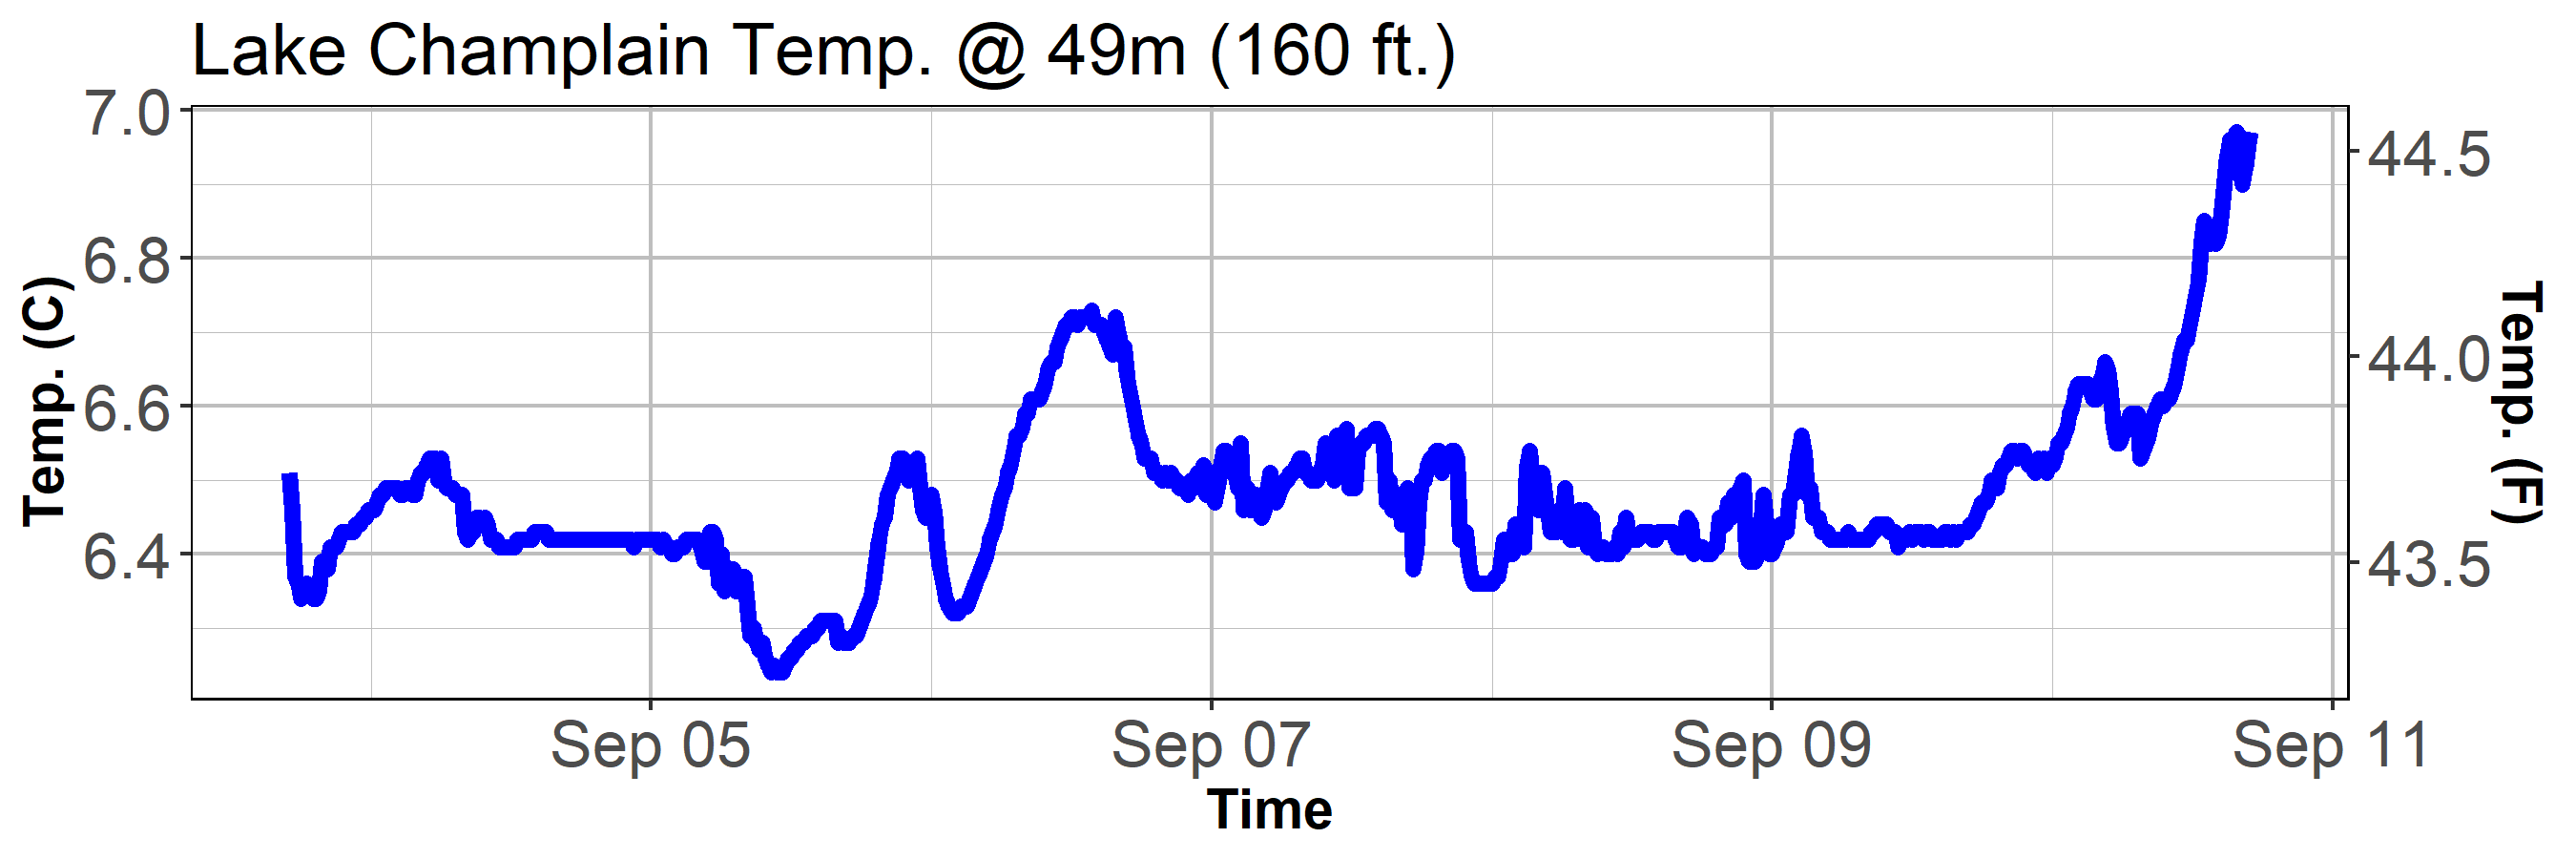 Lake Champlain Temp. @ 49m (160 ft.)
7.0
6.8
6.6
6.4
Temp. (C)
44.5
44.0
43.5
Temp. (F)
Sep 05 Sep 07 Sep 09 Sep 11
Time